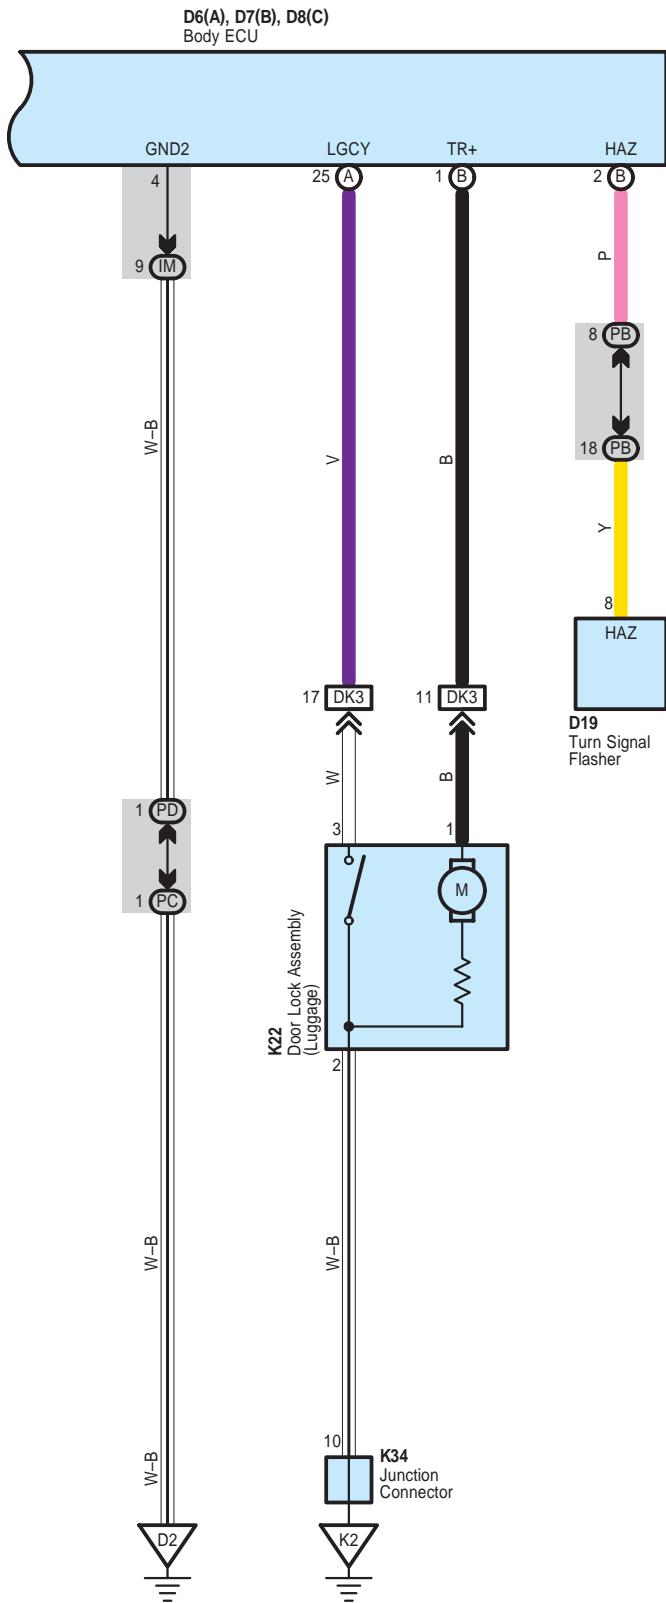 D6(A), D7(B), D8(C)
Body ECU
GND2 LGCY TR+ HAZ
4 25 A 1 B 2 B
9 IM
P
8 PB
W–B V B
18 PB
Y
8
HAZ
17 DK3 11 DK3
D19
Turn Signal
Flasher
W B
1 PD
3 1
M
1 PC
K22
Door Lock Assembly
(Luggage)
2
W–B W–B
10
K34
Junction
Connector
W–B
D2 K2